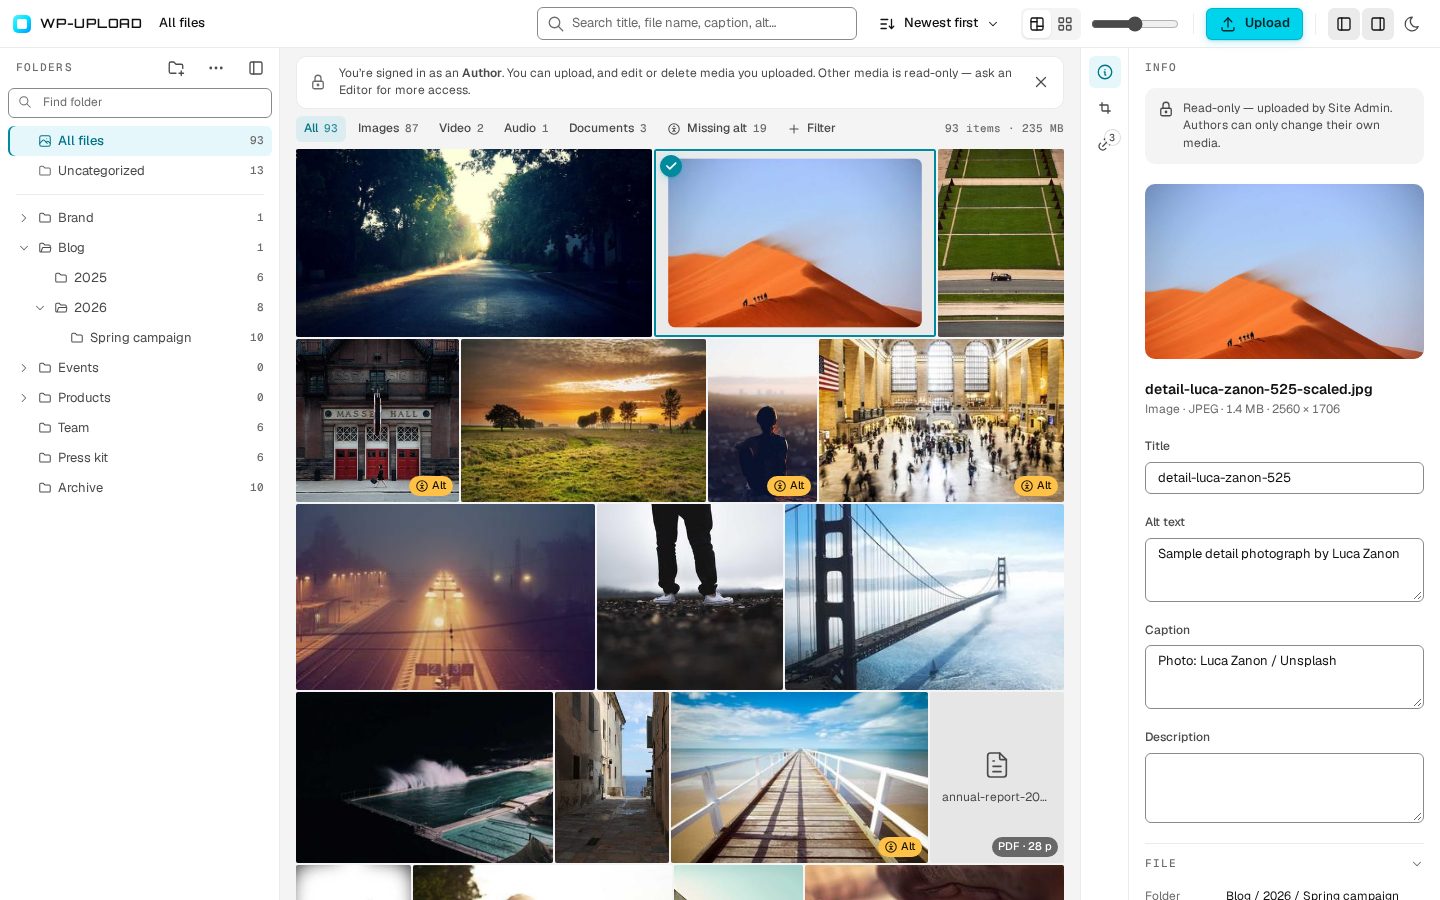 WP-UPLOAD
All files
Search title, file name, caption, alt…
Newest first
Upload
FOLDERS
Find folder
All files 93
Uncategorized 13
Brand 1
Blog 1
2025 6
2026 8
Spring campaign 10
Events 0
Products 0
Team 6
Press kit 6
Archive 10
You're signed in as an Author. You can upload, and edit or delete media you uploaded. Other media is read-only — ask an
Editor for more access.
All 93 Images 87 Video 2 Audio 1 Documents 3 Missing alt 19 Filter 93 items · 235 MB
MASSEY HALL
Alt
Alt
Alt
annual-report-20…
Alt
PDF · 28 p
3
INFO
Read-only — uploaded by Site Admin.
Authors can only change their own
media.
detail-luca-zanon-525-scaled.jpg
Image · JPEG · 1.4 MB · 2560 × 1706
Title
detail-luca-zanon-525
Alt text
Sample detail photograph by Luca Zanon
Caption
Photo: Luca Zanon / Unsplash
Description
FILE
Folder Blog / 2026 / Spring campaign